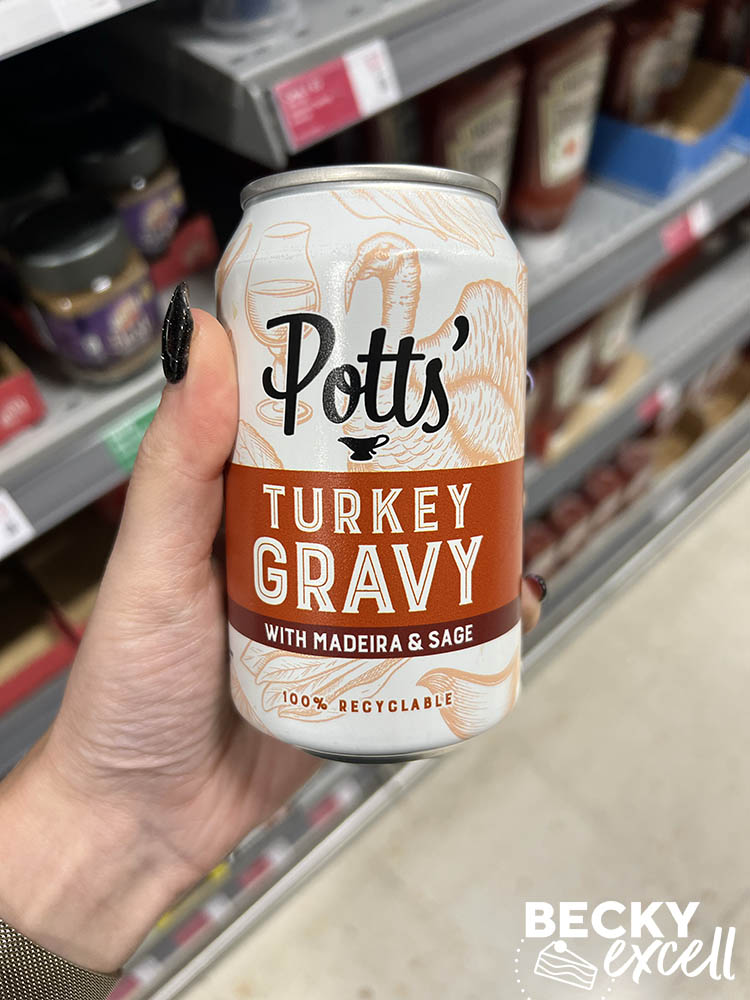 Potts'
TURKEY
GRAVY
WITH MADEIRA & SAGE
100% RECYCLABLE
BECKY
excell